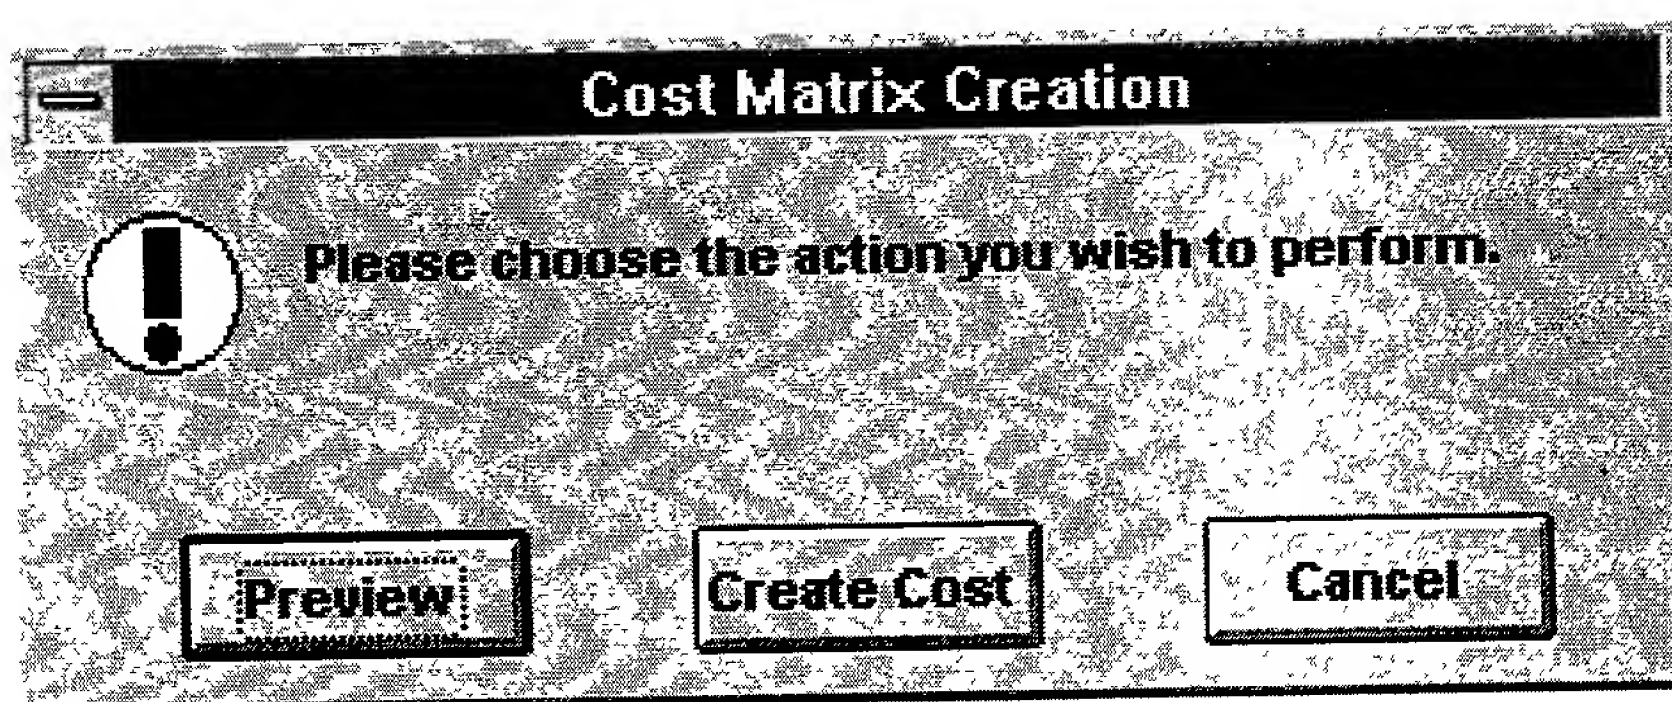 Cost Matrix Creation
Please choose the action you wish to perform.
Preview
Create Cost
Cancel